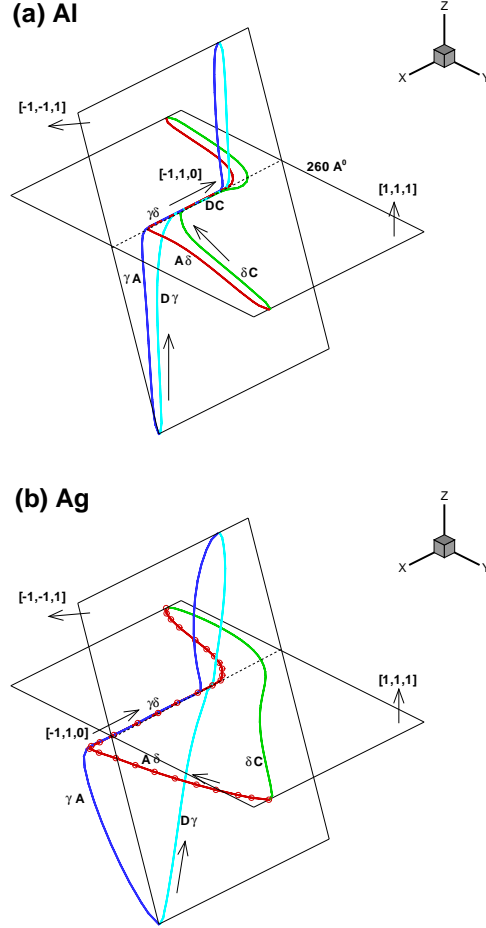 (a) Al
Z
X
Y
[-1,-1,1]
[-1,1,0]
260 A⁰
[1,1,1]
γδ
DC
Aδ
δC
γA
Dγ
(b) Ag
Z
X
Y
[-1,-1,1]
[1,1,1]
γδ
[-1,1,0]
Aδ
δC
γA
Dγ